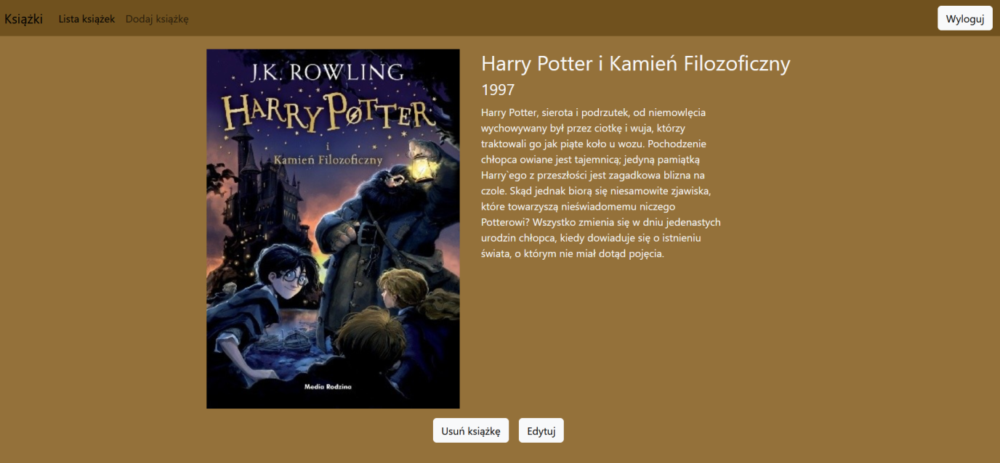 Książki Lista książek Dodaj książkę Wyloguj
J.K. ROWLING
HARRY POTTER
i
Kamień Filozoficzny
Media Rodzina
Harry Potter i Kamień Filozoficzny
1997
Harry Potter, sierota i podrzutek, od niemowlęcia
wychowywany był przez ciotkę i wuja, którzy
traktowali go jak piąte koło u wozu. Pochodzenie
chłopca owiane jest tajemnicą; jedyną pamiątką
Harry`ego z przeszłości jest zagadkowa blizna na
czole. Skąd jednak biorą się niesamowite zjawiska,
które towarzyszą nieświadomemu niczego
Potterowi? Wszystko zmienia się w dniu jedenastych
urodzin chłopca, kiedy dowiaduje się o istnieniu
świata, o którym nie miał dotąd pojęcia.
Usuń książkę Edytuj